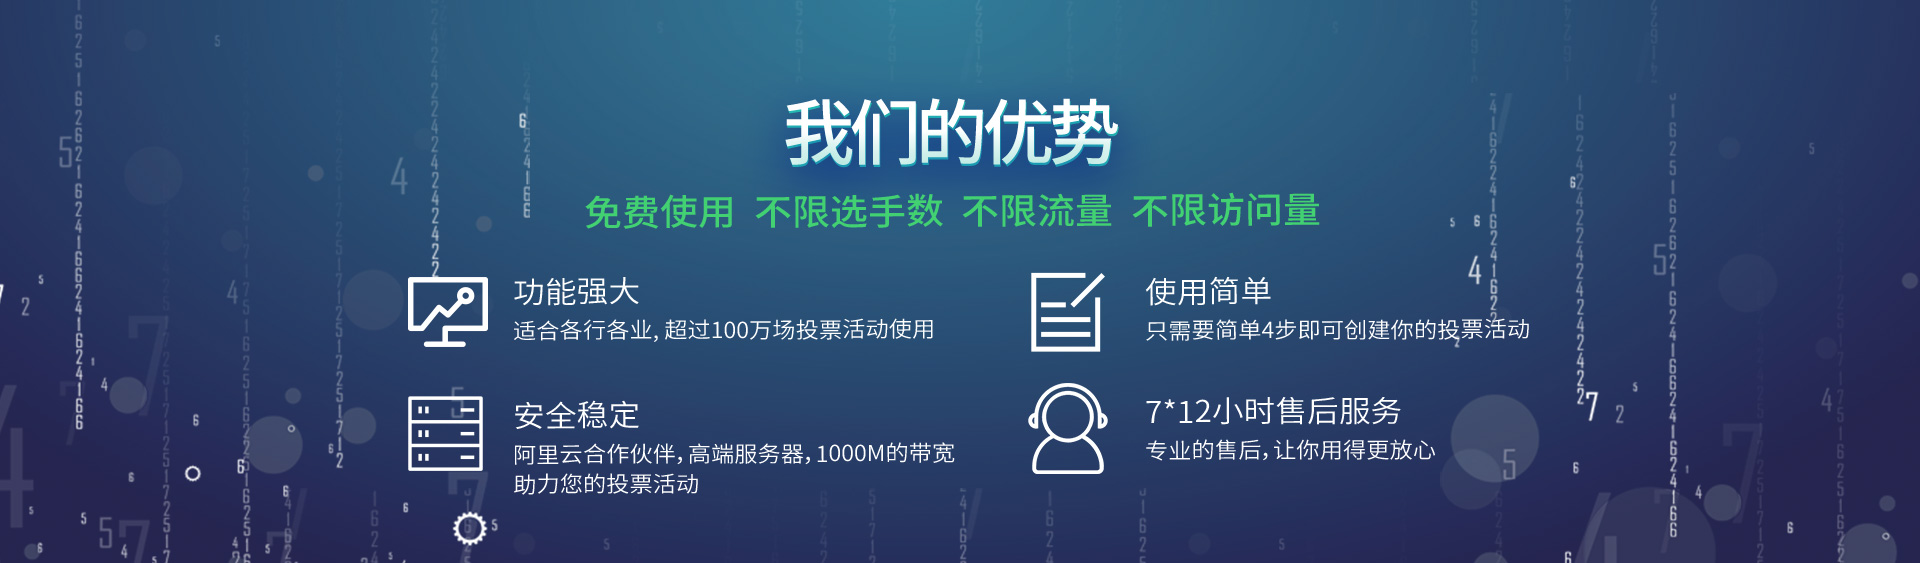 我们的优势
免费使用 不限选手数 不限流量 不限访问量
功能强大
适合各行各业，超过100万场投票活动使用
使用简单
只需要简单4步即可创建你的投票活动
安全稳定
阿里云合作伙伴，高端服务器，1000M的带宽
助力您的投票活动
7*12小时售后服务
专业的售后，让你用得更放心